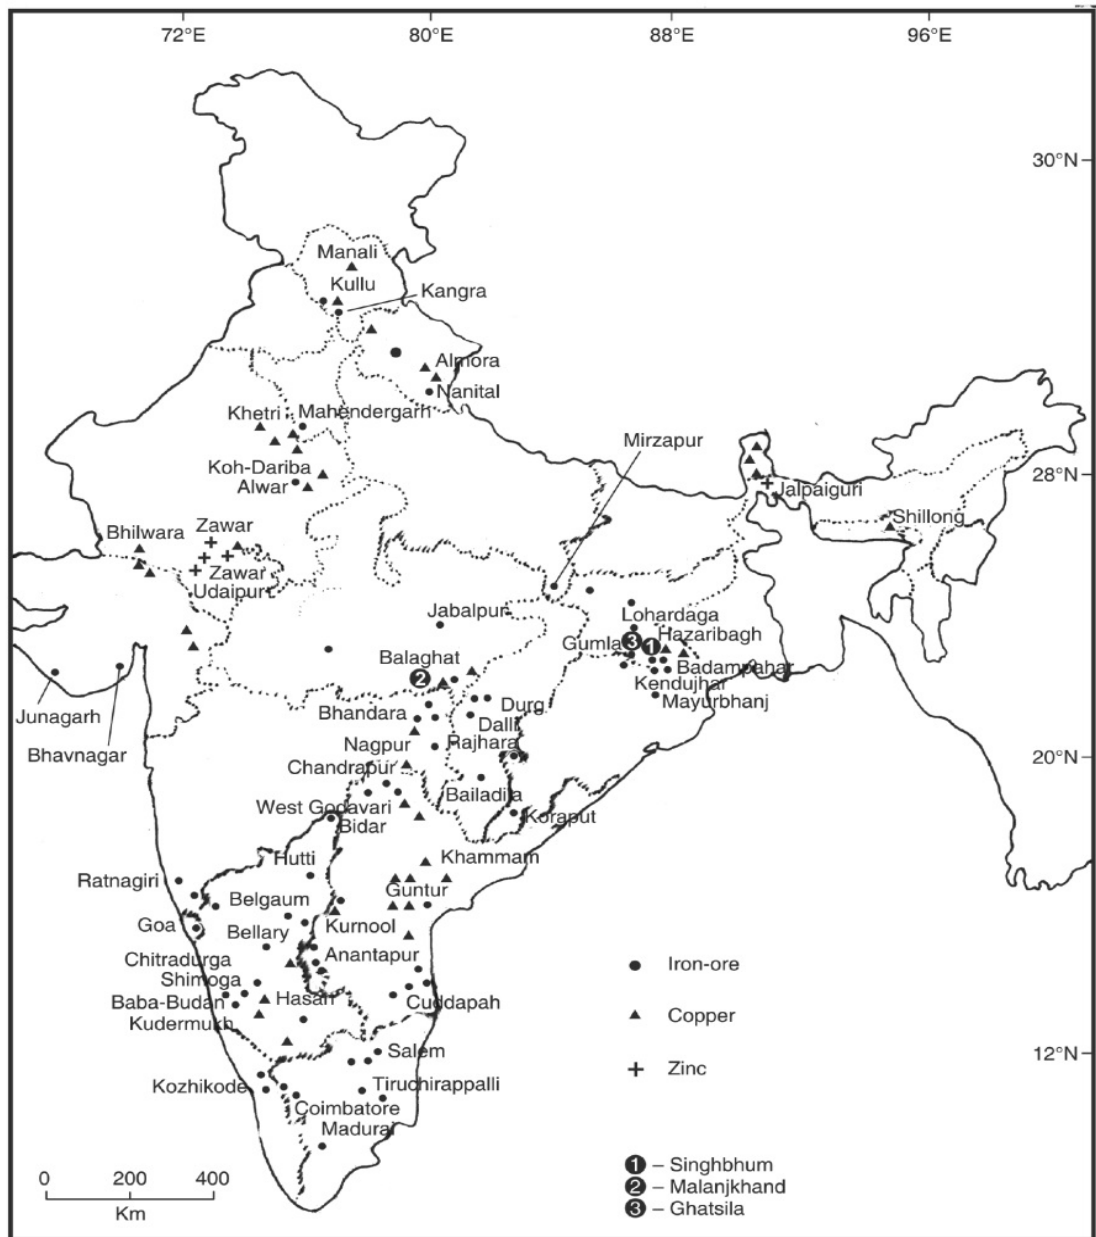 72°E 80°E 88°E 96°E
30°N
Manali
Kullu
Kangra
Almora
Nanital
Khetri Mahendergarh
Mirzapur
Koh-Dariba
Alwar
28°N
Jalpaiguri
Shillong
Bhilwara Zawar
Zawar
Udaipur
Jabalpur
Lohardaga
Gumla 3 1 Hazaribagh
Balaghat
2
Badampahar
Kendujhar
Mayurbhanj
Junagarh
Bhandara
Durg
Dalli
Bhavnagar
Nagpur
Rajhara
20°N
Chandrapur
Bailadila
West Godavari
Bidar
Koraput
Hutti
Khammam
Ratnagiri
Guntur
Belgaum
Goa
Bellary
Kurnool
Chitradurga
Anantapur
Iron-ore
Shimoga
Baba-Budan
Hasan
Cuddapah
Copper
Kudermukh
Salem
12°N
Zinc
Kozhikode
Tiruchirappalli
Coimbatore
Madurai
1 – Singhbhum
2 – Malanjkhand
3 – Ghatsila
0 200 400
Km